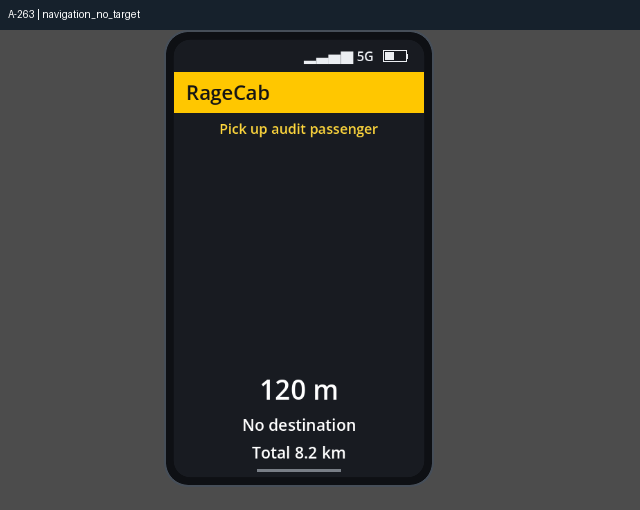 A-263 | navigation_no_target
5G
RageCab
Pick up audit passenger
120 m
No destination
Total 8.2 km